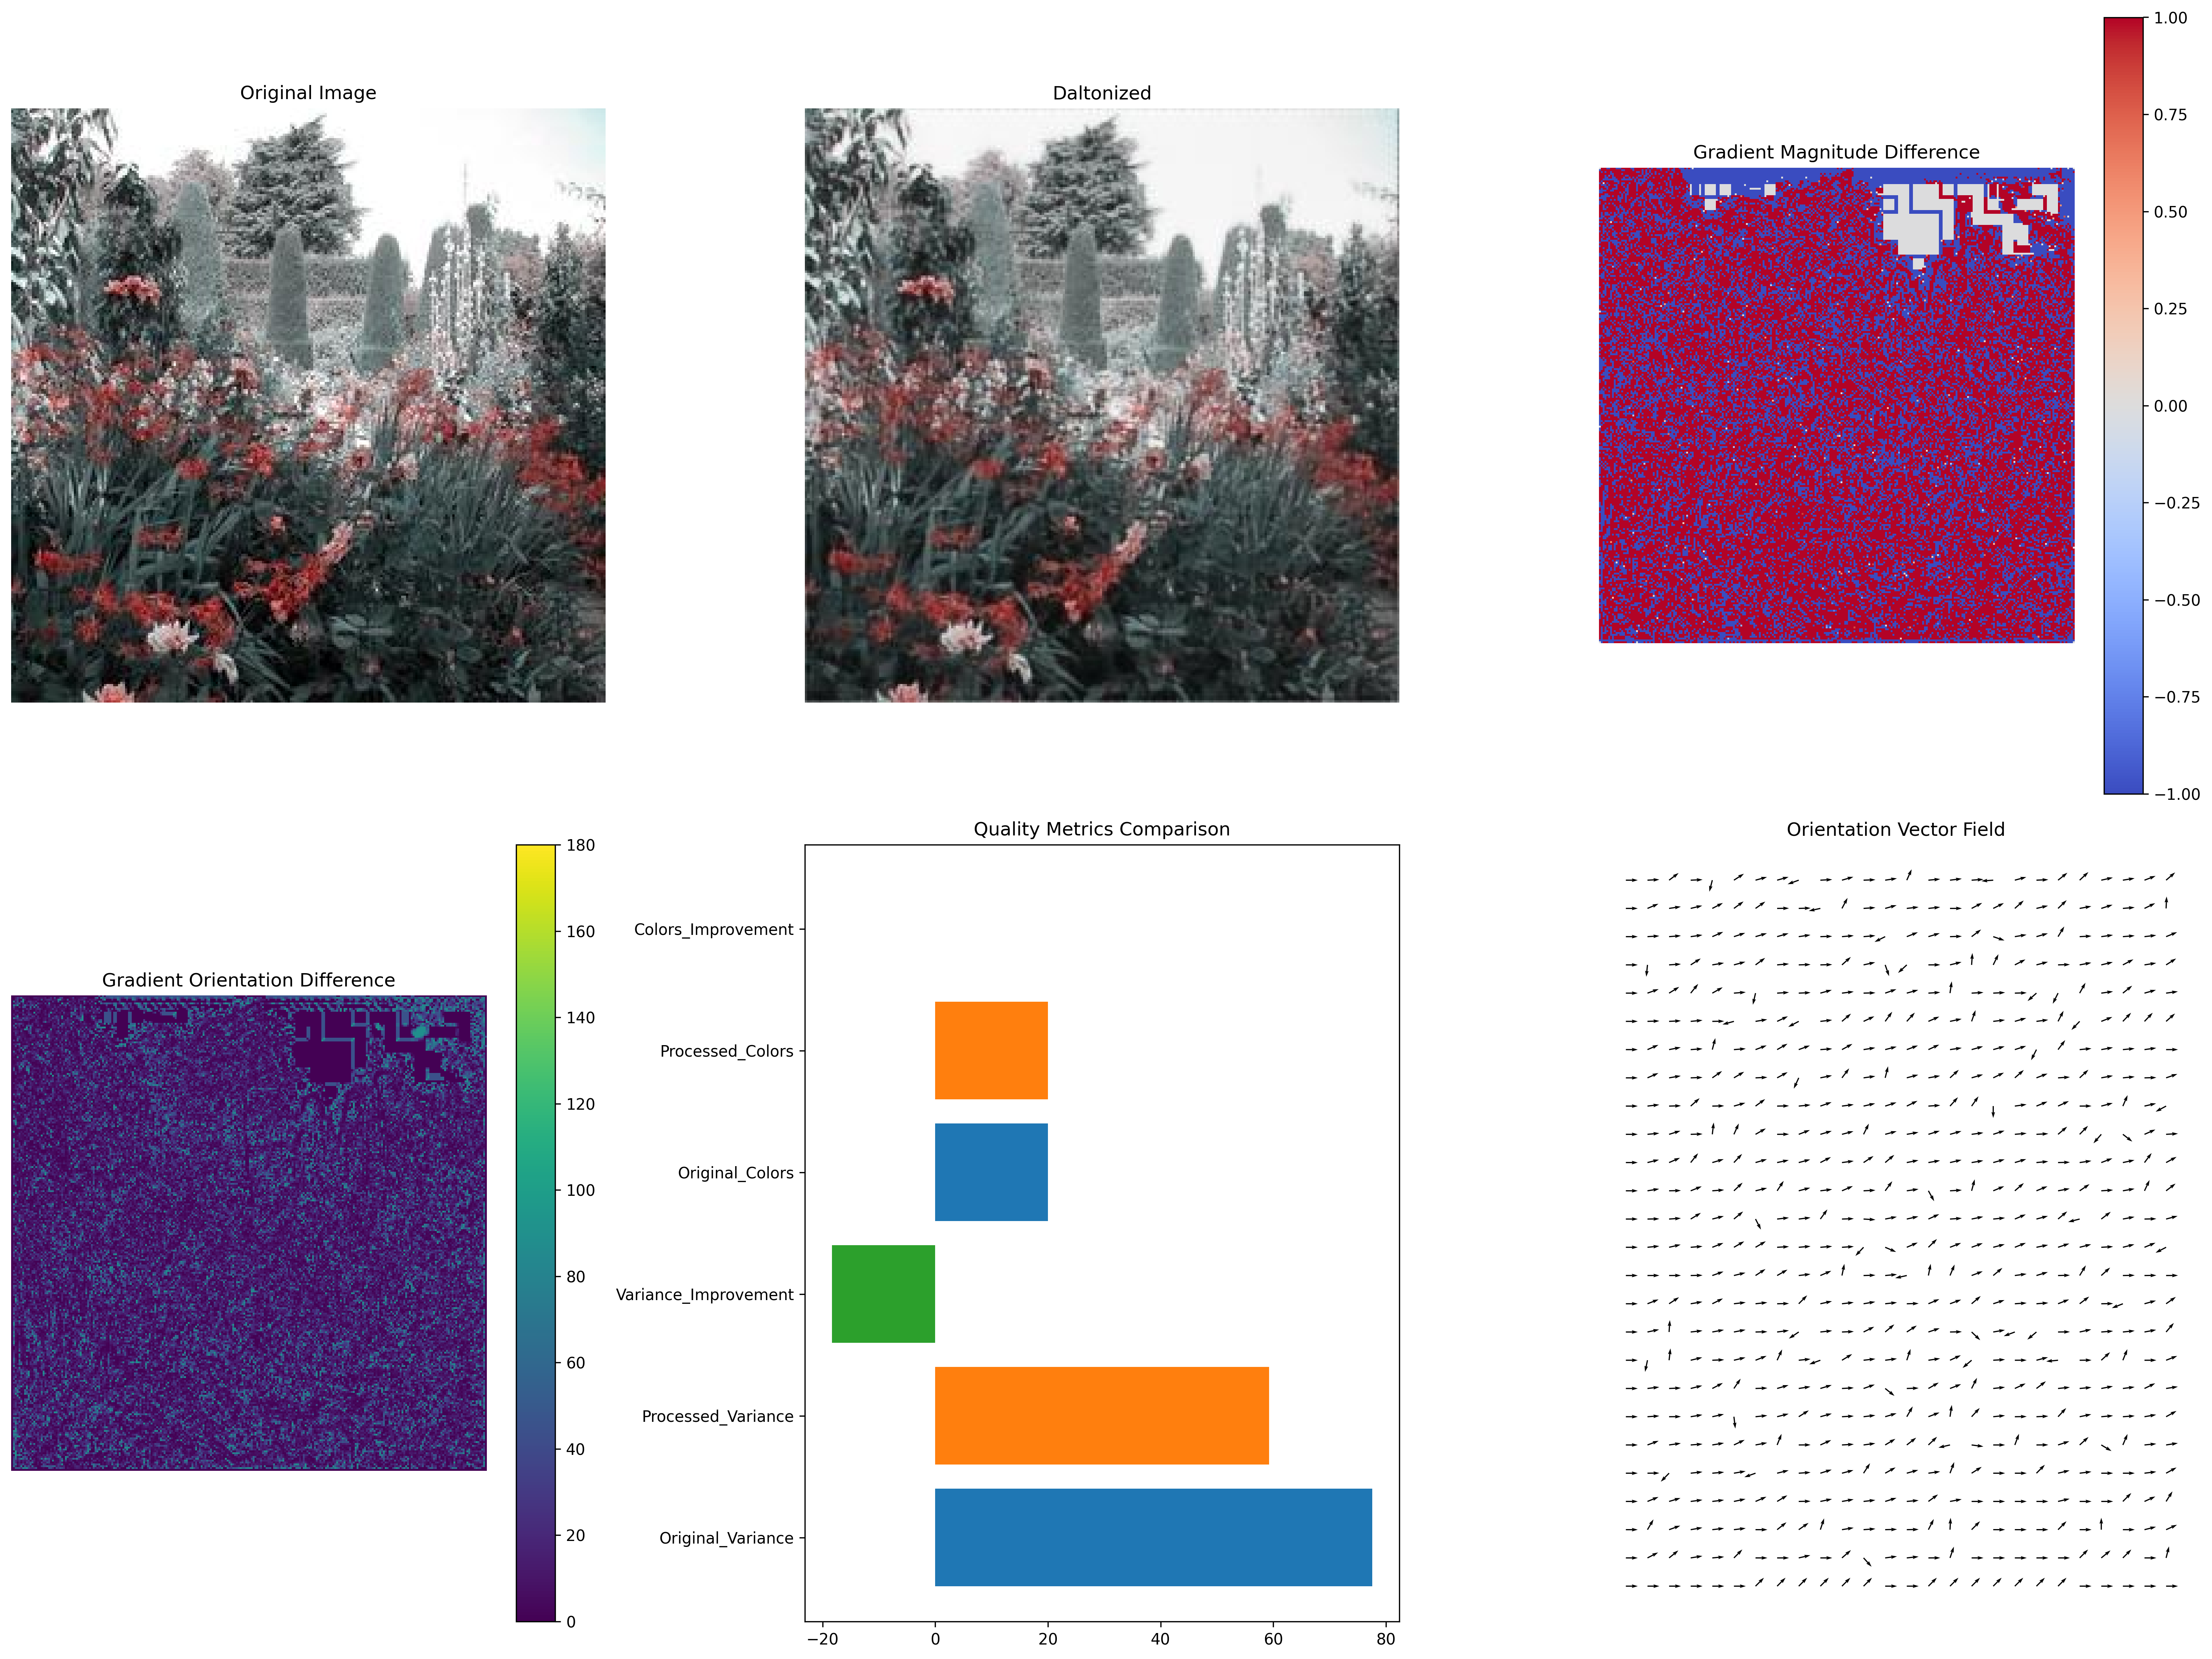 Original Image
Daltonized
Gradient Magnitude Difference
1.00
0.75
0.50
0.25
0.00
−0.25
−0.50
−0.75
−1.00
Gradient Orientation Difference
180
160
140
120
100
80
60
40
20
0
Quality Metrics Comparison
Colors_Improvement
Processed_Colors
Original_Colors
Variance_Improvement
Processed_Variance
Original_Variance
−20 0 20 40 60 80
Orientation Vector Field